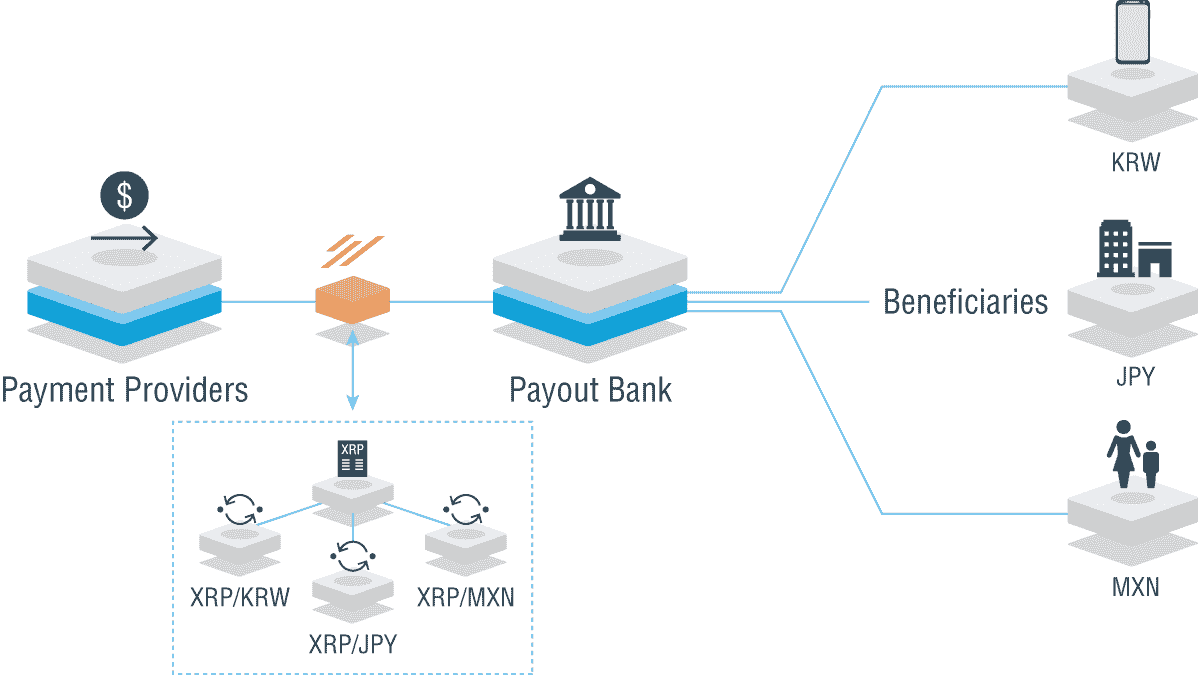 $
Payment Providers
Payout Bank
Beneficiaries
KRW
JPY
MXN
XRP
XRP/KRW
XRP/JPY
XRP/MXN